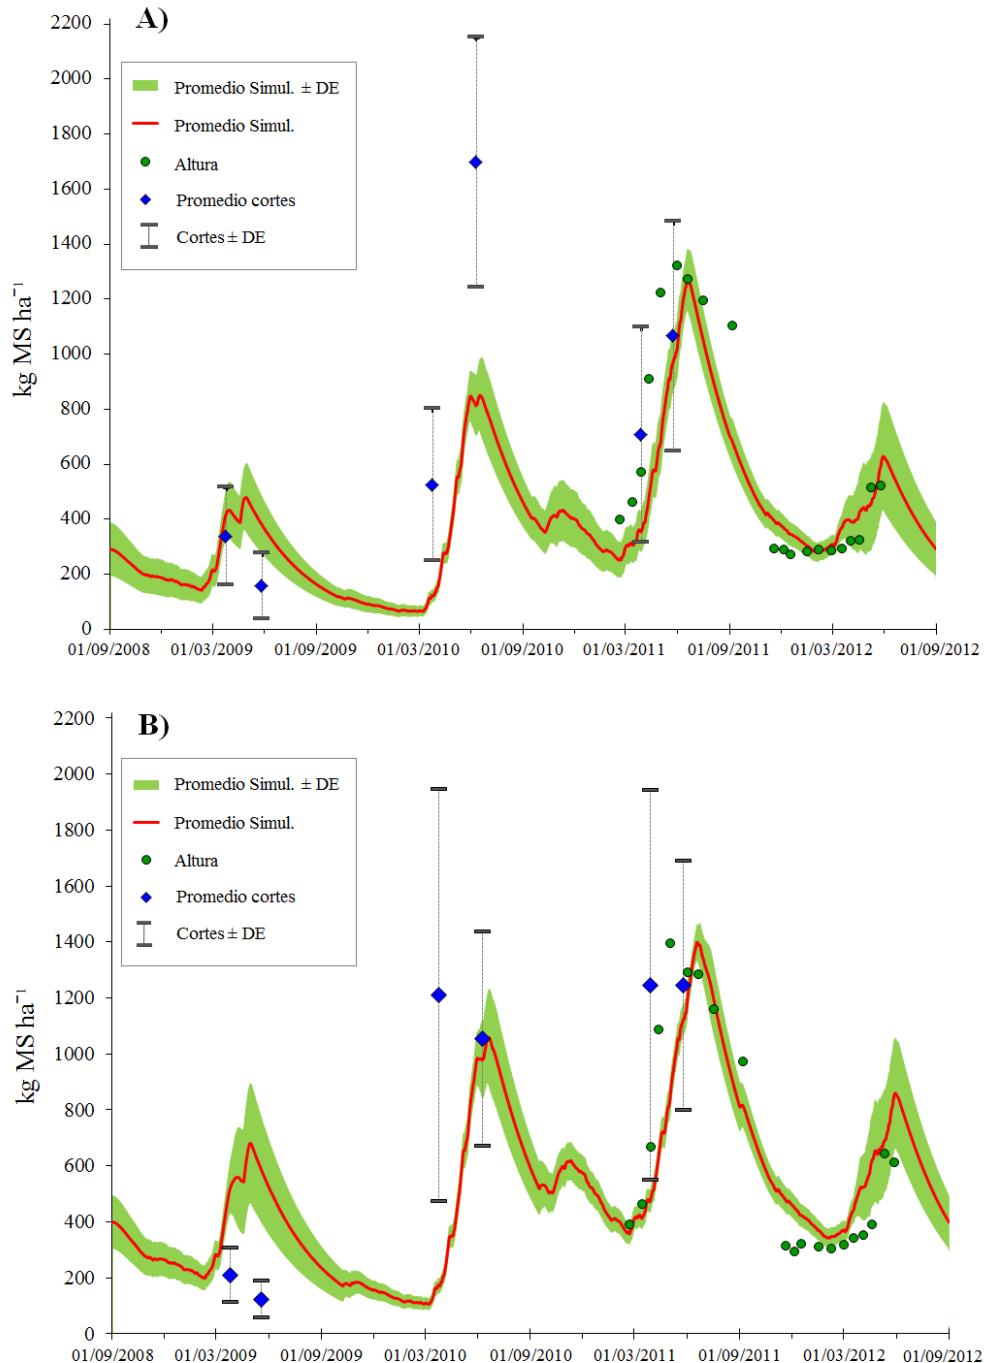 A)
2200
2000
1800
1600
1400
1200
1000
800
600
400
200
0
kg MS ha⁻¹
Promedio Simul. ± DE
Promedio Simul.
Altura
Promedio cortes
Cortes ± DE
01/09/2008 01/03/2009 01/09/2009 01/03/2010 01/09/2010 01/03/2011 01/09/2011 01/03/2012 01/09/2012
B)
2200
2000
1800
1600
1400
1200
1000
800
600
400
200
0
kg MS ha⁻¹
Promedio Simul. ± DE
Promedio Simul.
Altura
Promedio cortes
Cortes ± DE
01/09/2008 01/03/2009 01/09/2009 01/03/2010 01/09/2010 01/03/2011 01/09/2011 01/03/2012 01/09/2012